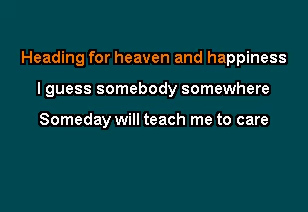 Heading for heaven and happiness
I guess somebody somewhere
Someday will teach me to care